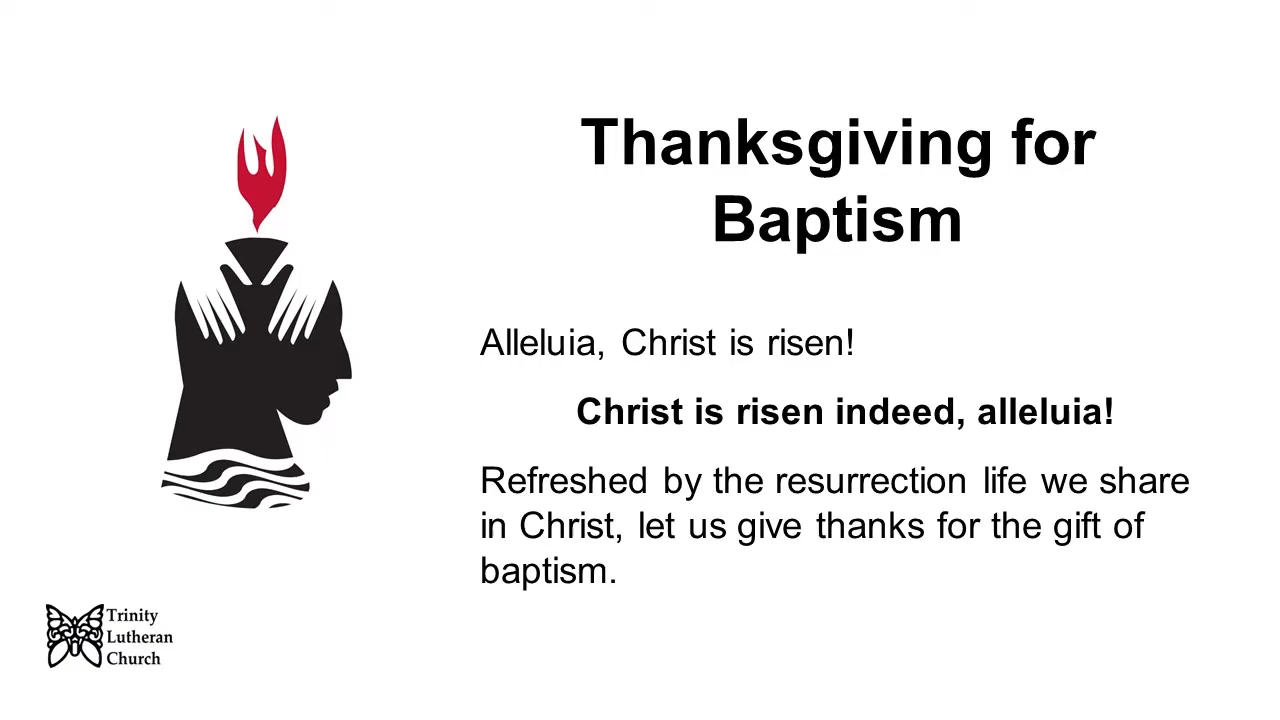 Thanksgiving for
Baptism
Alleluia, Christ is risen!
Christ is risen indeed, alleluia!
Refreshed by the resurrection life we share
in Christ, let us give thanks for the gift of
baptism.
Trinity
Lutheran
Church